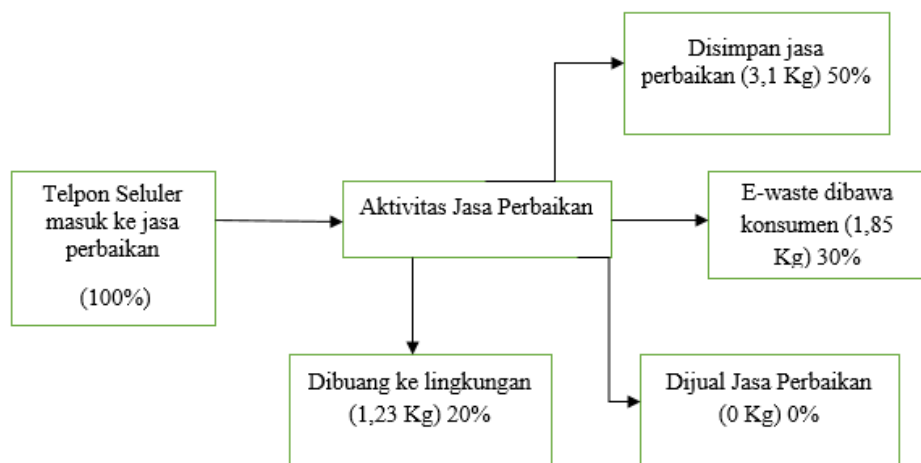 Disimpan jasa
perbaikan (3,1 Kg) 50%
Telpon Seluler
masuk ke jasa
perbaikan
(100%)
Aktivitas Jasa Perbaikan
E-waste dibawa
konsumen (1,85
Kg) 30%
Dibuang ke lingkungan
(1,23 Kg) 20%
Dijual Jasa Perbaikan
(0 Kg) 0%